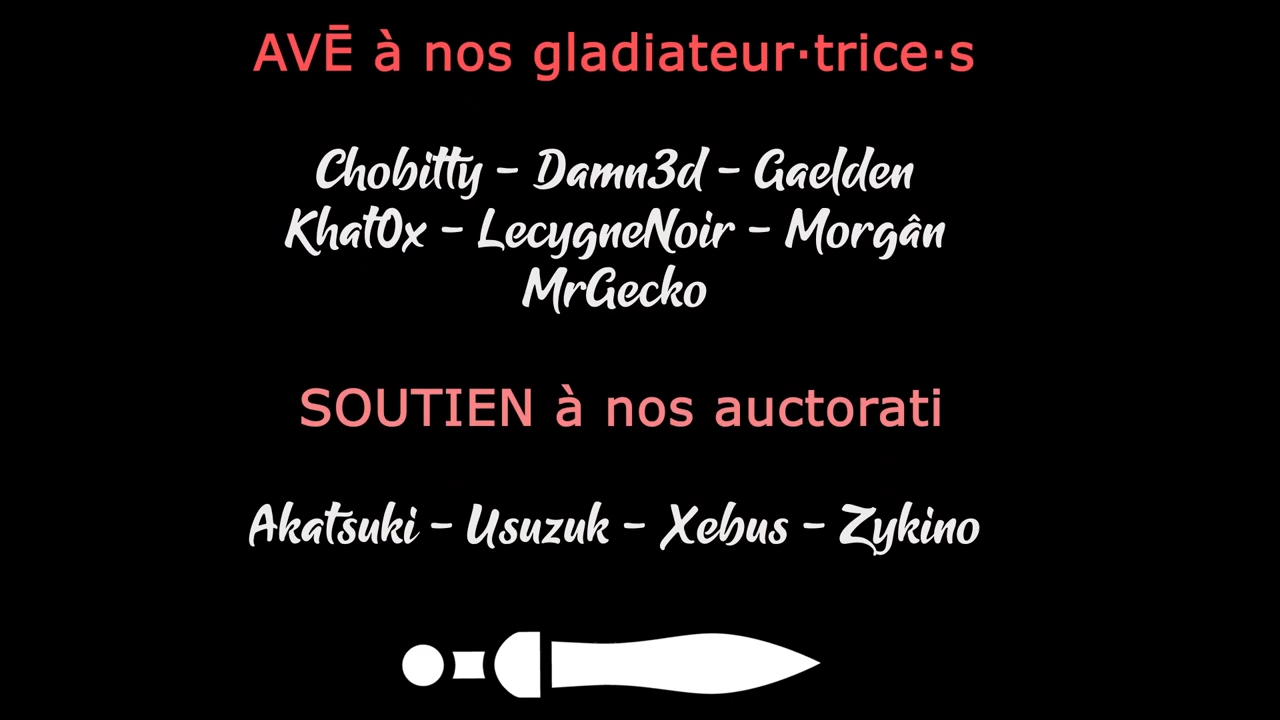 AVĒ à nos gladiateur·trice·s
Chobitty - Damn3d - Gaelden
Khat0x - LecygneNoir - Morgân
MrGecko
SOUTIEN à nos auctorati
Akatsuki - Usuzuk - Xebus - Zykino